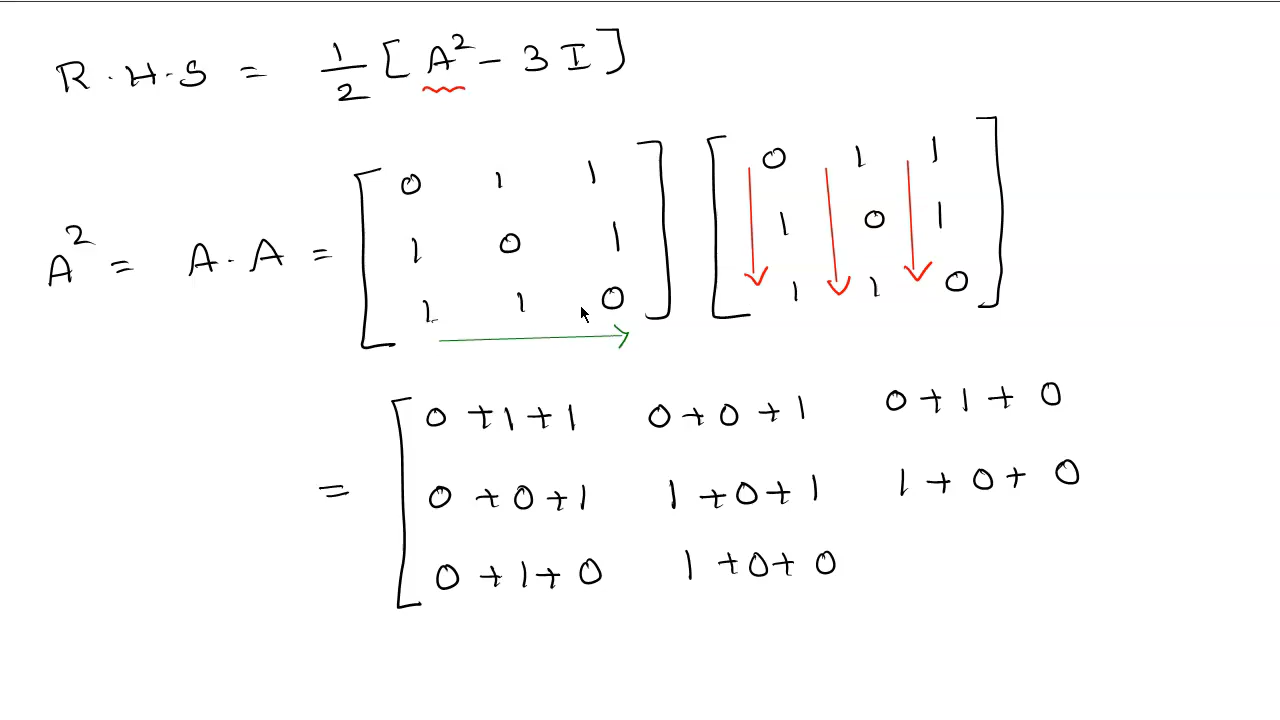 R.H.S = 1/2 [A² - 3I]
A² = A.A = [0 1 1 [0 1 1]
1 0 1 1 0 1
1 1 0] 1 1 0]
= [0+1+1 0+0+1 0+1+0
0+0+1 1+0+1 1+0+0
0+1+0 1+0+0